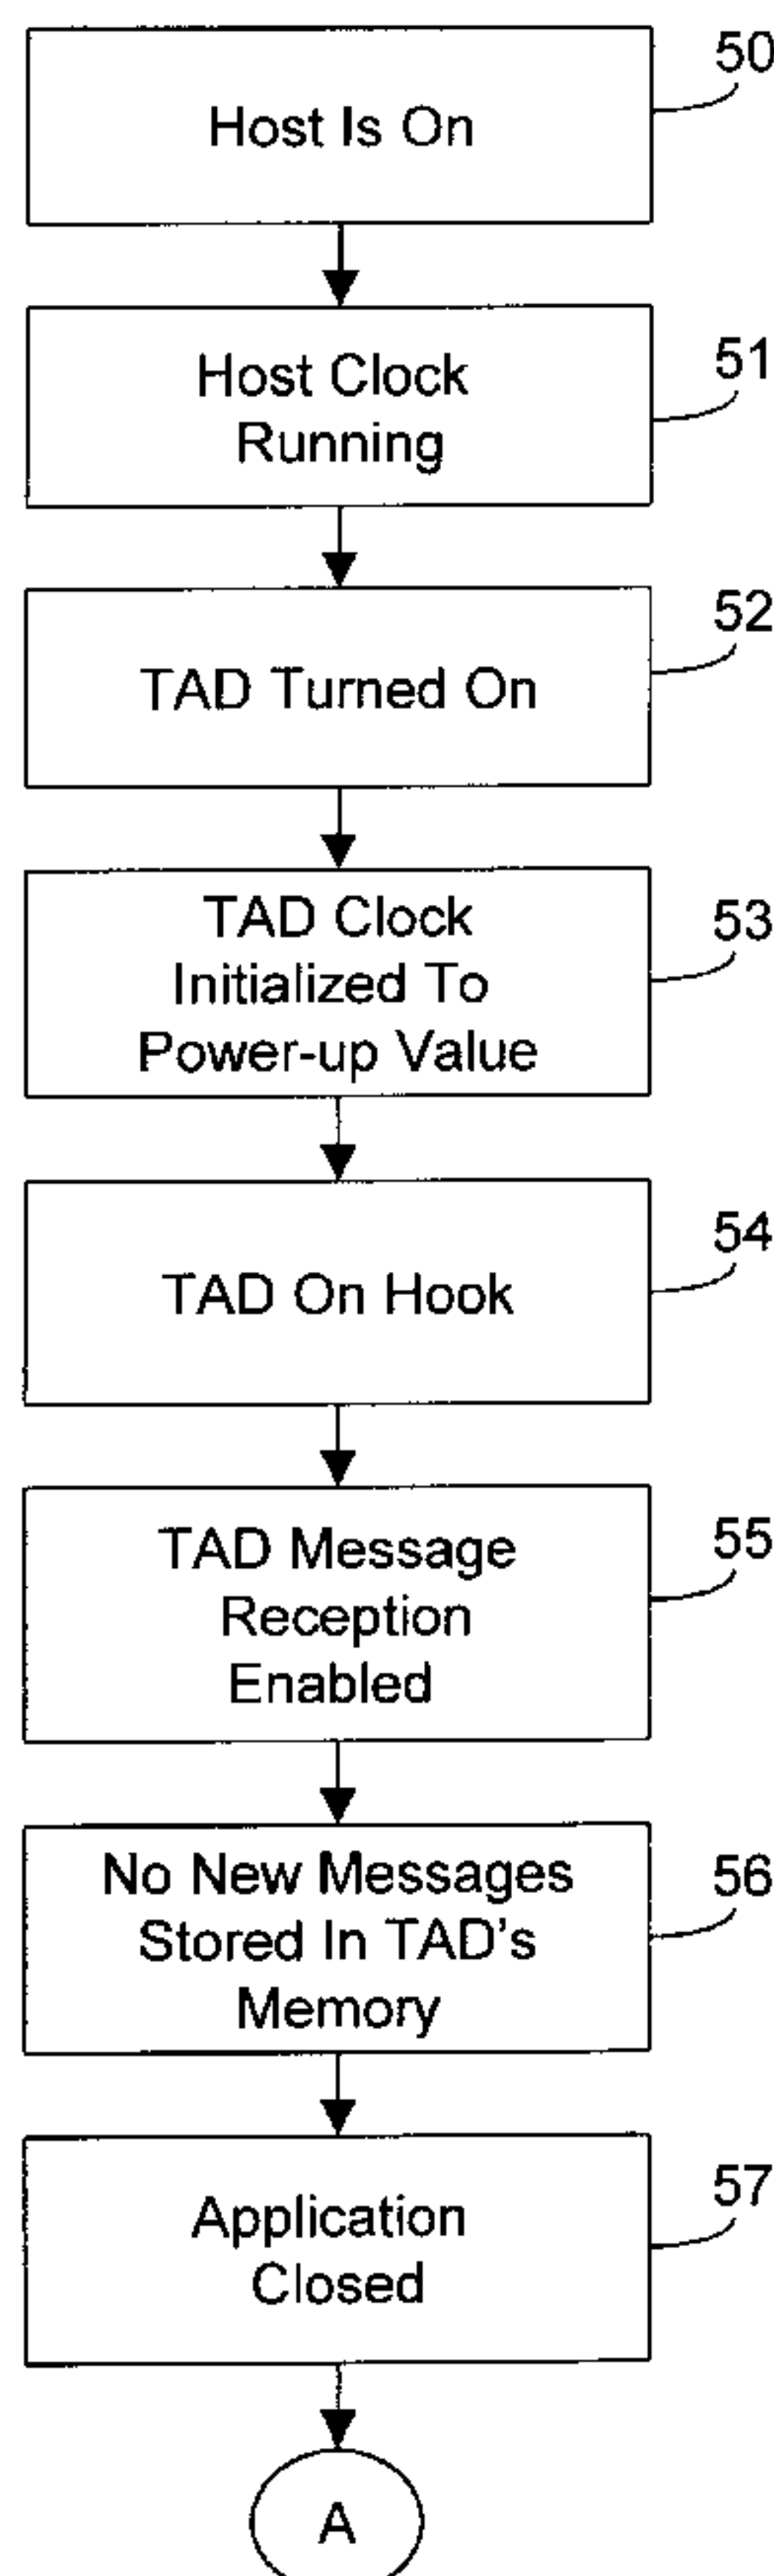 50
Host Is On
51
Host Clock
Running
52
TAD Turned On
53
TAD Clock
Initialized To
Power-up Value
54
TAD On Hook
55
TAD Message
Reception
Enabled
56
No New Messages
Stored In TAD's
Memory
57
Application
Closed
A